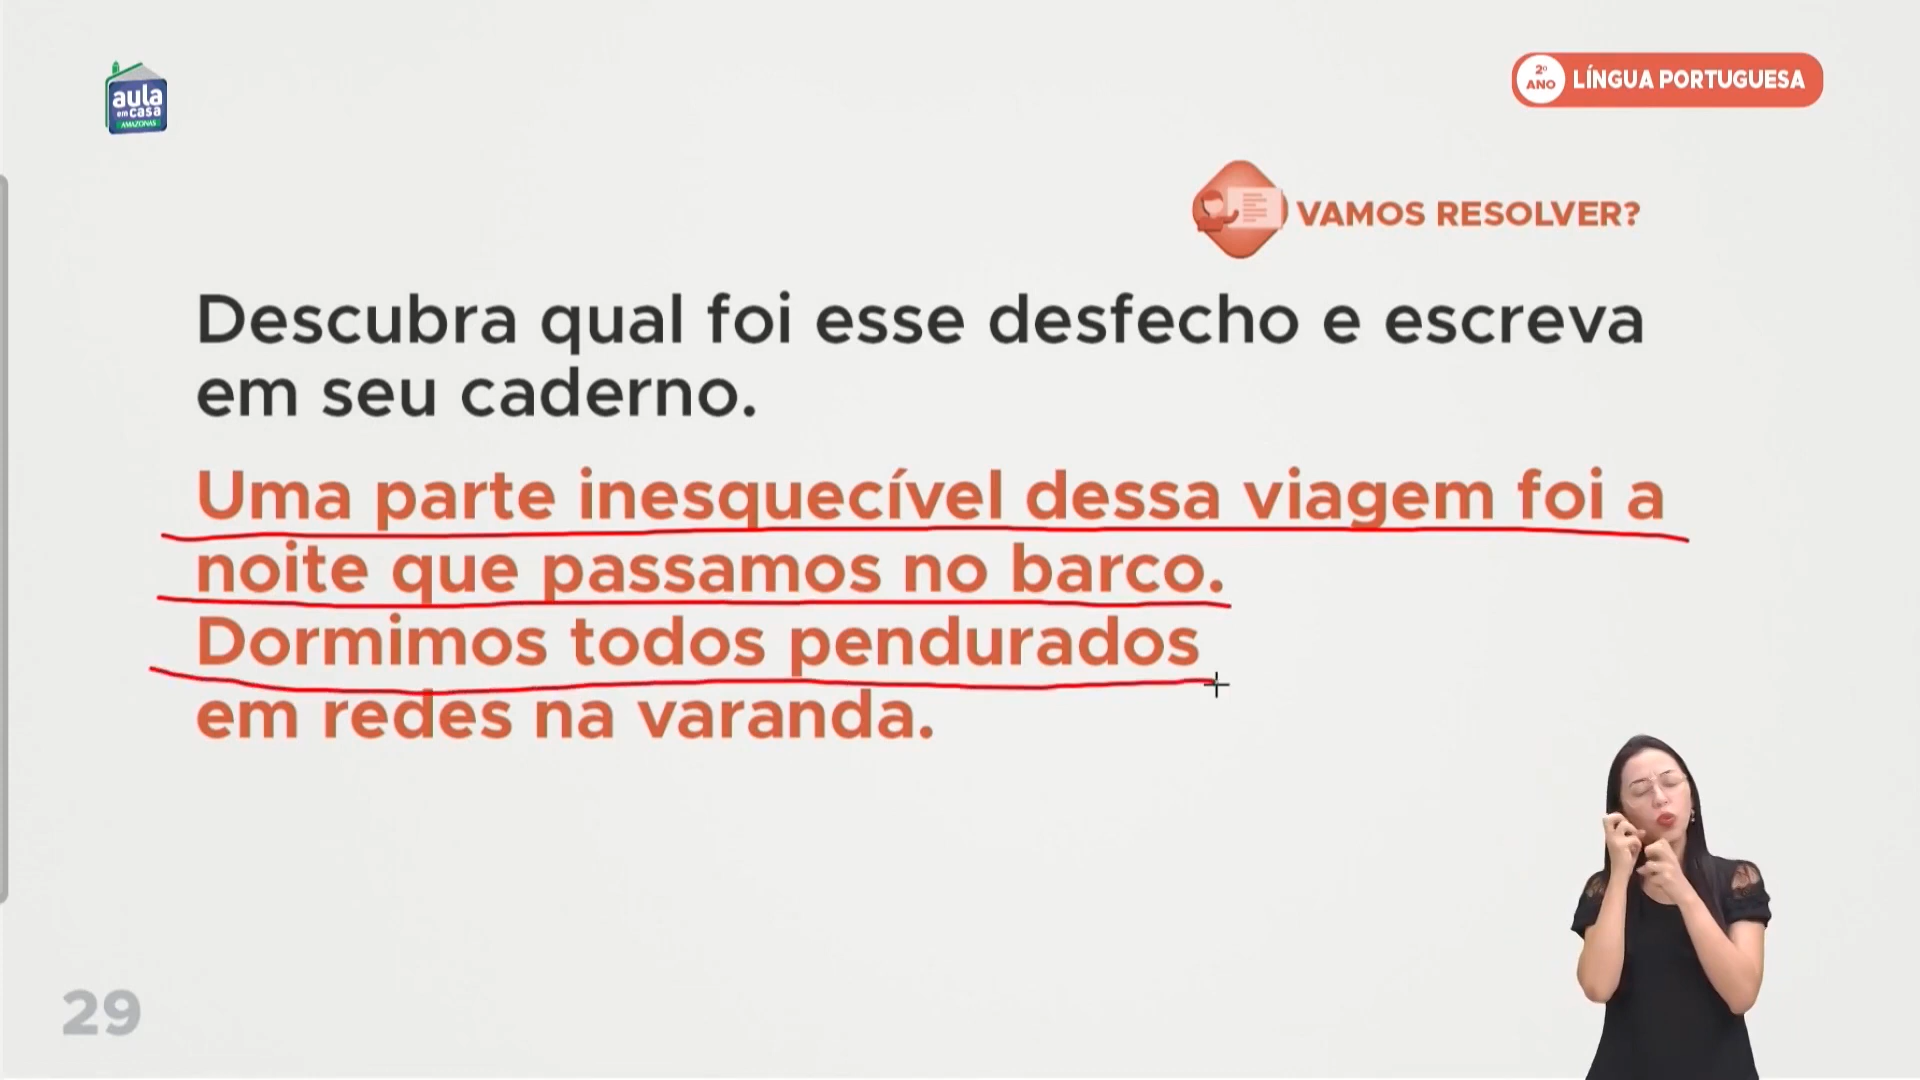 aula
em casa
AMAZONAS
2º
ANO
LÍNGUA PORTUGUESA
VAMOS RESOLVER?
Descubra qual foi esse desfecho e escreva
em seu caderno.
Uma parte inesquecível dessa viagem foi a
noite que passamos no barco.
Dormimos todos pendurados
em redes na varanda.
29